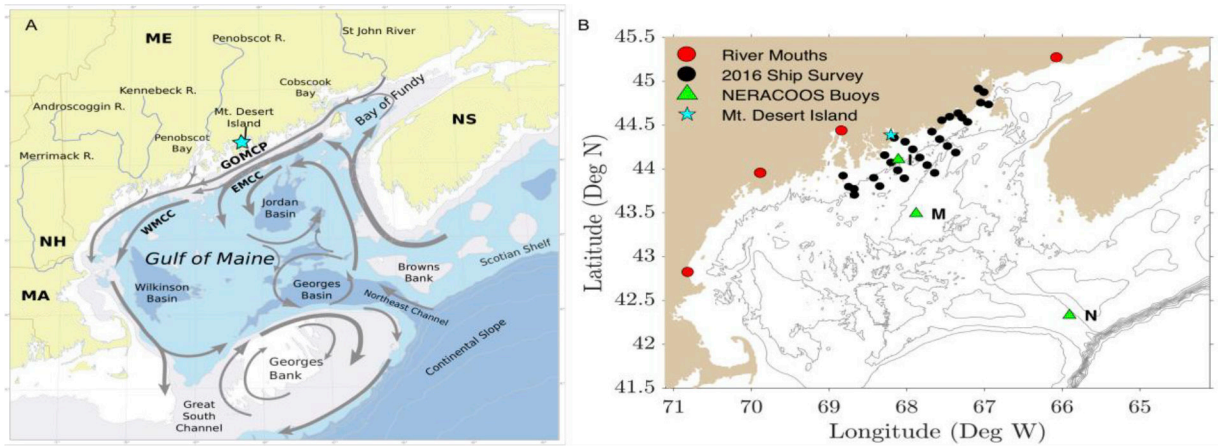 A
ME
Penobscot R.
St John River
Kennebeck R.
Cobscook
Bay
Androscoggin R.
Mt. Desert
Island
Bay of Fundy
NS
Penobscot
Bay
Merrimack R.
GOMCP
EMCC
WMCC
Jordan
Basin
NH
Gulf of Maine
Scotian Shelf
Browns
Bank
MA
Wilkinson
Basin
Georges
Basin
Northeast Channel
Continental Slope
Georges
Bank
Great
South
Channel
B
River Mouths
2016 Ship Survey
NERACOOS Buoys
Mt. Desert Island
I
M
N
45.5
45
44.5
44
43.5
43
42.5
42
41.5
Latitude (Deg N)
71 70 69 68 67 66 65
Longitude (Deg W)